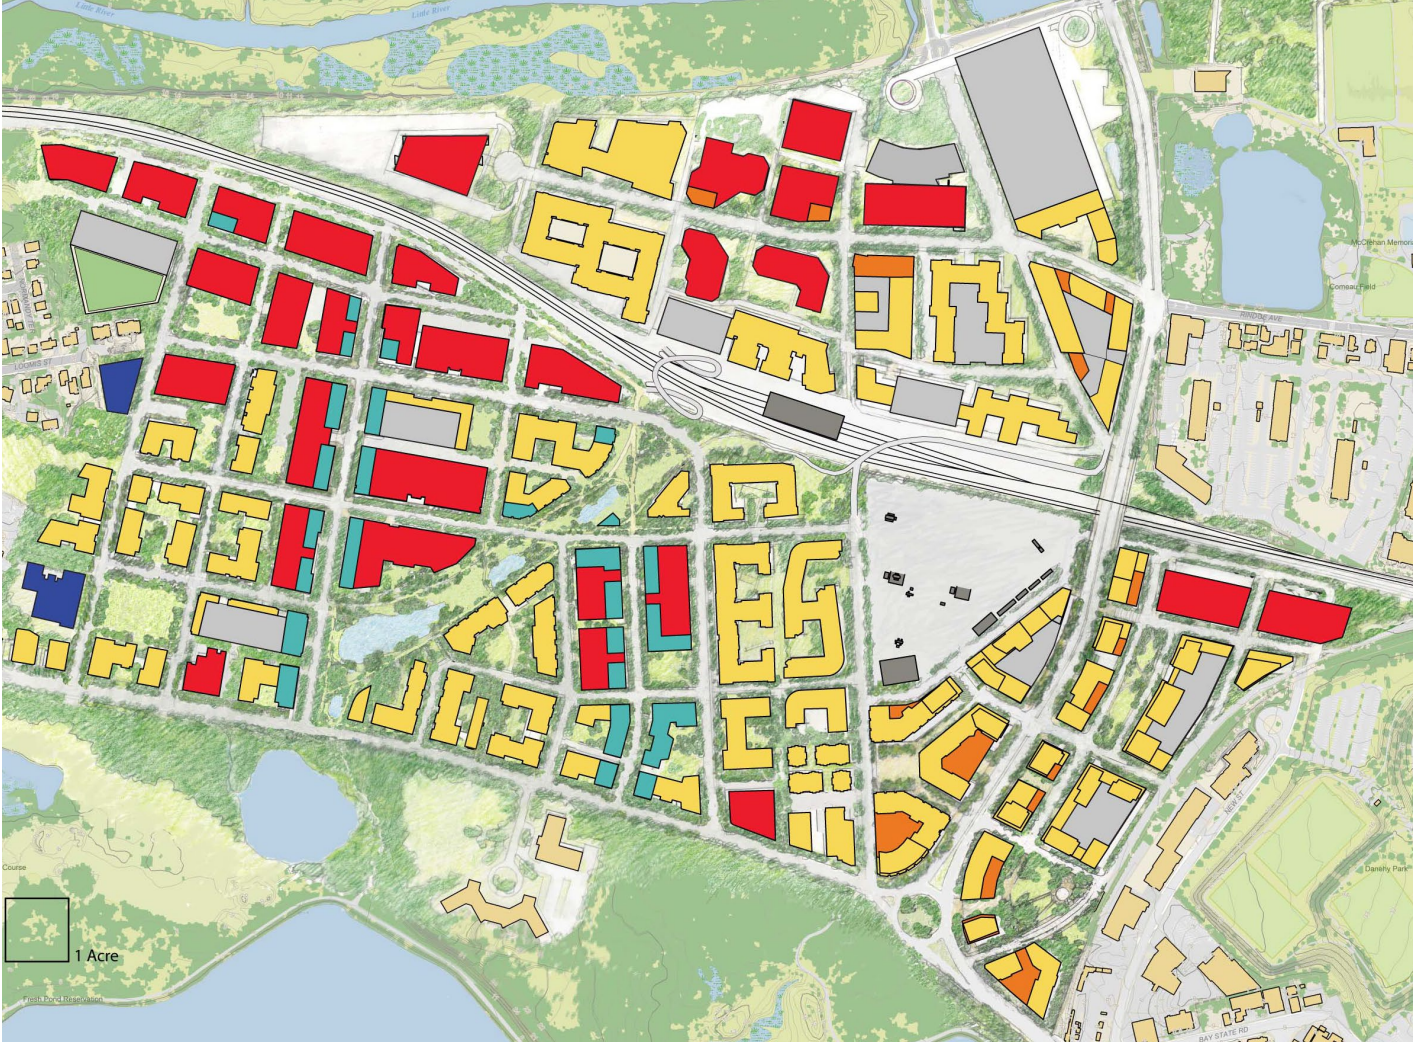 Little River
Little River
McCrehan Memoria
Comeau Field
RINDGE AVE
LOOMIS ST
NEW ST
Danehy Park
Course
1 Acre
Fresh Pond Reservation
BAY STATE RD